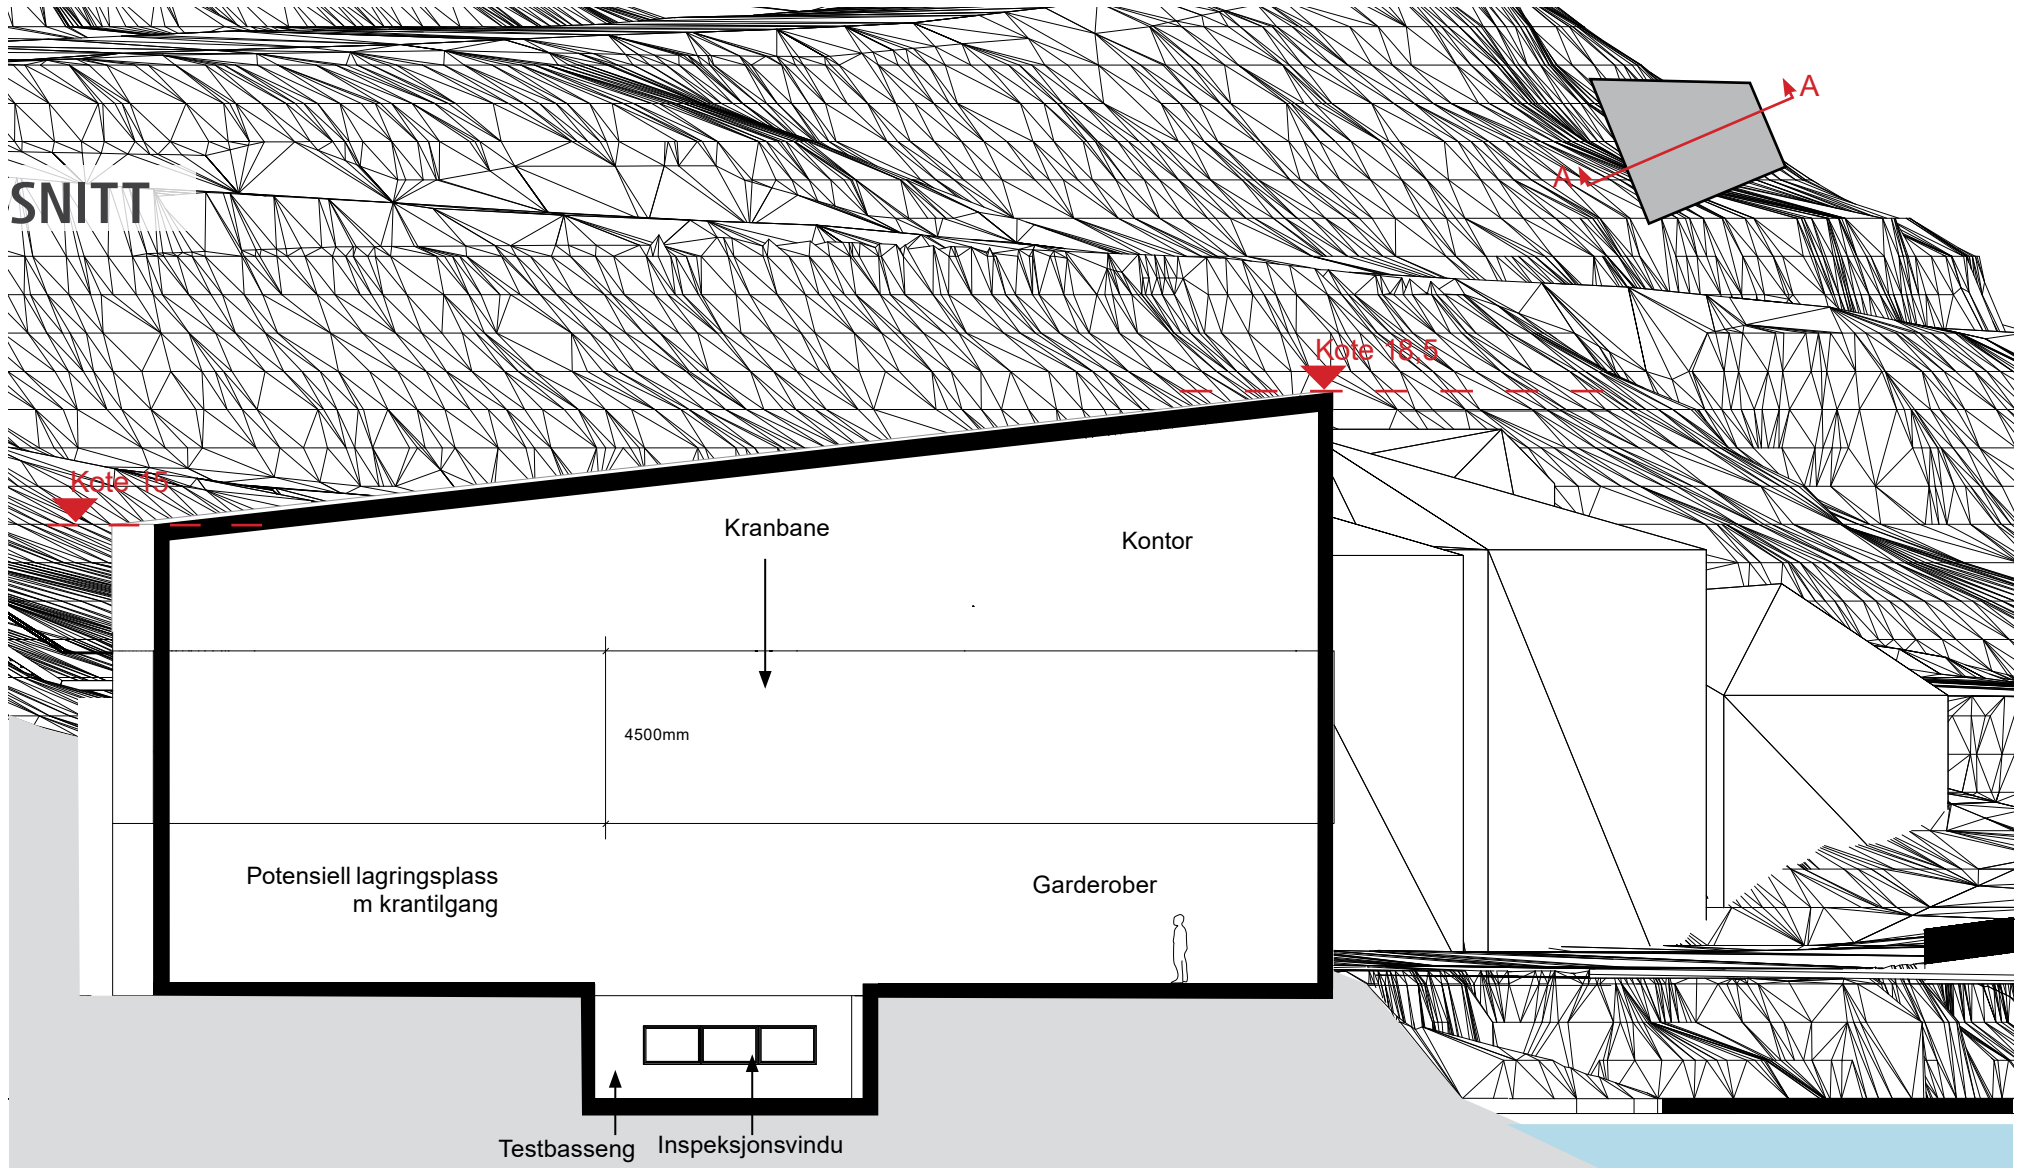 A
A
SNITT
Kote 18,5
Kote 15
Kranbane
Kontor
4500mm
Potensiell lagringsplass
m krantilgang
Garderober
Testbasseng
Inspeksjonsvindu